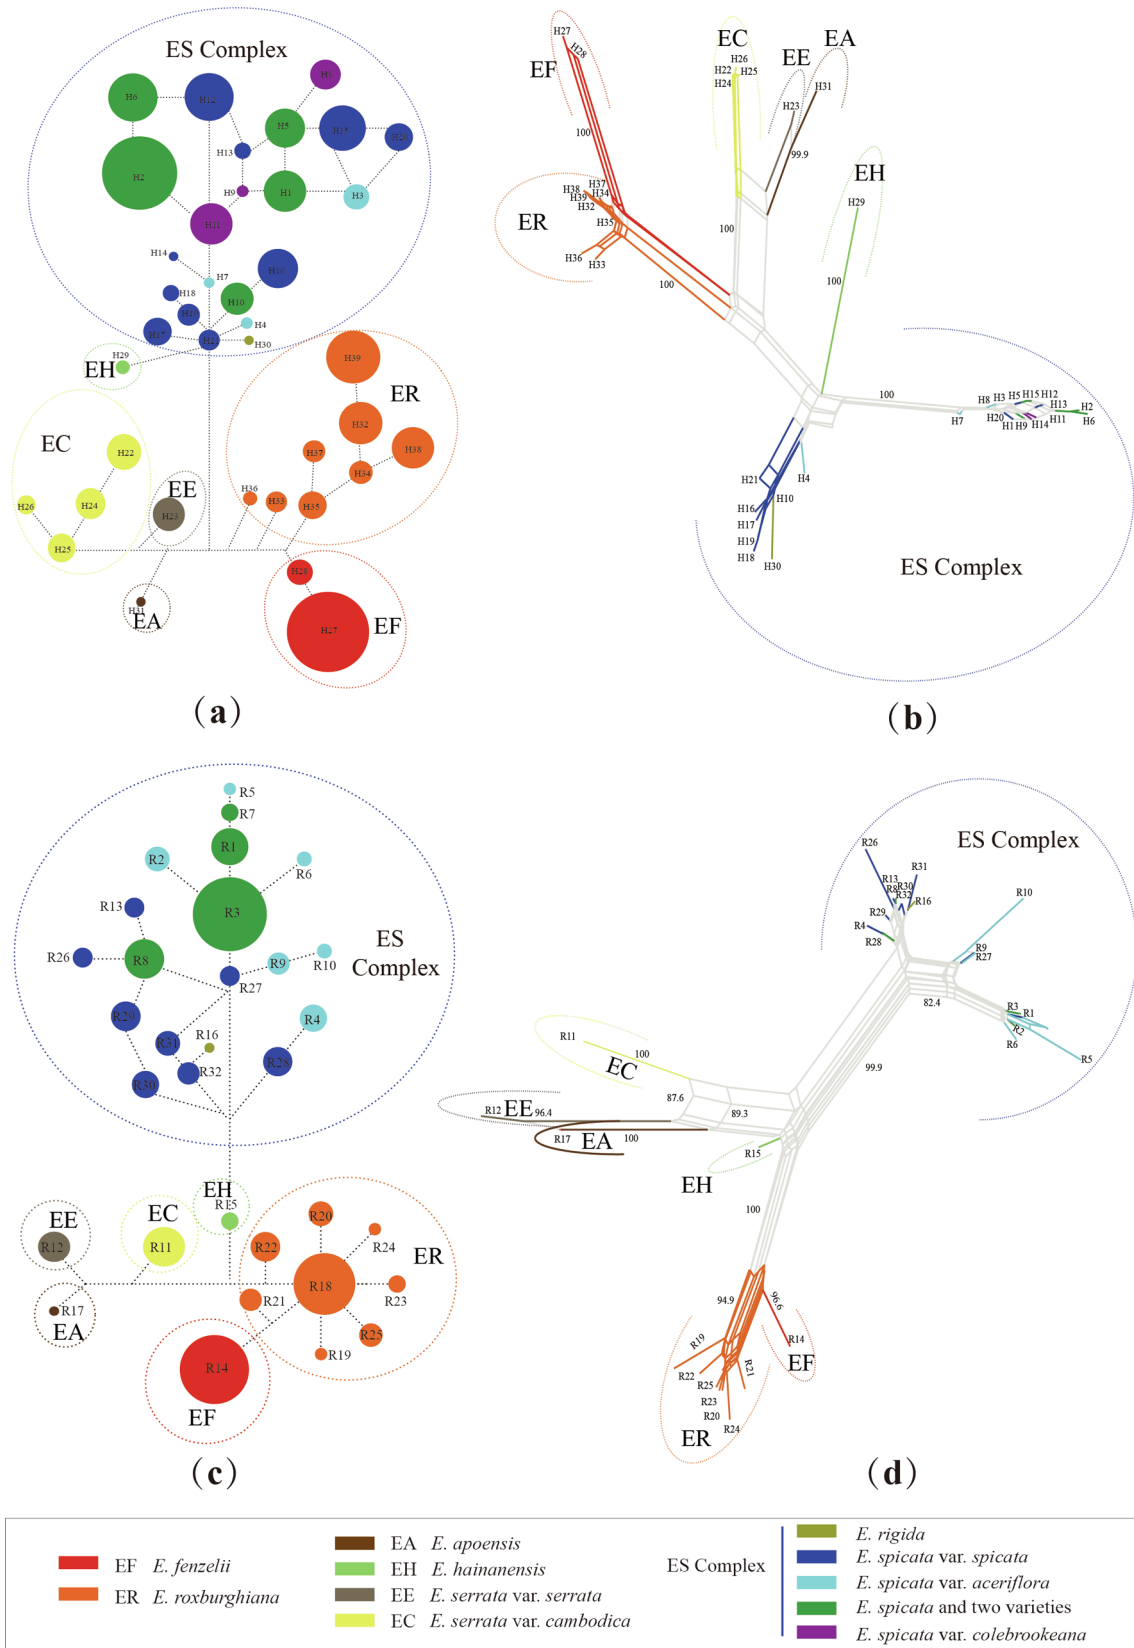 ES Complex
H6
H12
H8
H5
H15
H20
H13
H2
H9
H1
H3
H11
H14
H7
H16
H18
H10
H19
H4
H17
H21
H30
H29
EH
H39
ER
EC
H32
H22
H37
H38
H34
EE
H36
H26
H24
H33
H35
H23
H25
H28
H31
EA
H27
EF
(a)
H27
H28
EF
100
EC
H26
H22 H25
H24
EE
EA
H31
H23
99.9
EH
H29
H37
H38 H34
H39
H32
ER
H35
H36
H33
100
100
100
100
H8 H3 H5 H15 H12
H13 H2
H7
H20
H1 H9 H14 H11
H6
H4
H21
H10
H16
H17
H19
H18
H30
ES Complex
(b)
R5
R7
R1
R2
R6
R3
R13
ES
Complex
R26
R8
R9
R10
R27
R29
R4
R16
R31
R32
R28
R30
EH
R15
EE
EC
R20
R22
R24
ER
R12
R11
R18
R23
R21
R17
EA
R25
R19
R14
EF
(c)
ES Complex
R26
R31
R13
R8 R30
R32
R16
R10
R29
R4
R28
R9
R27
82.4
R3
R1
R2
R6
R5
99.9
R11
100
EC
87.6
89.3
R12 EE 96.4
R17 EA 100
R15
EH
100
94.9
96.6
R19
R14
EF
R22
R21
R25
R23
R20
R24
ER
(d)
EF E. fenzelii
ER E. roxburghiana
EA E. apoensis
EH E. hainanensis
EE E. serrata var. serrata
EC E. serrata var. cambodica
ES Complex
E. rigida
E. spicata var. spicata
E. spicata var. aceriflora
E. spicata and two varieties
E. spicata var. colebrookeana